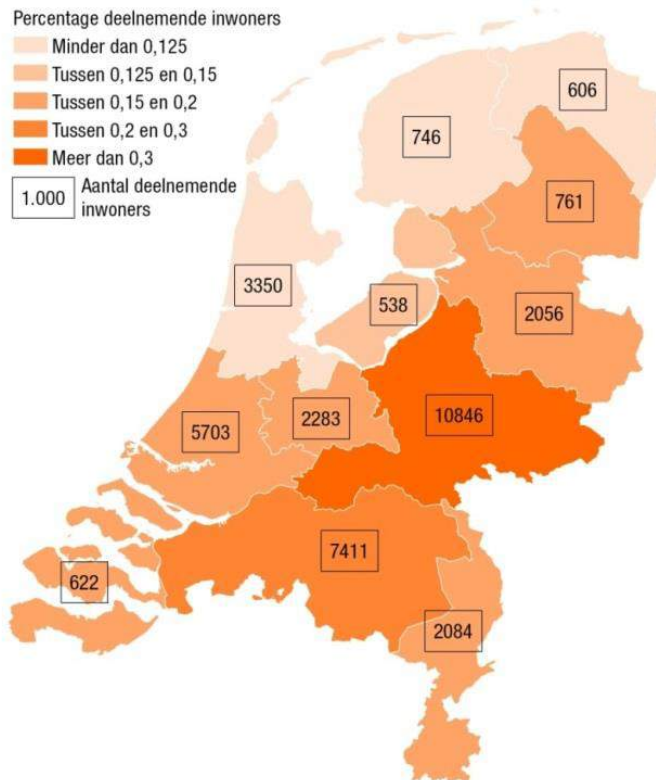 Percentage deelnemende inwoners
Minder dan 0,125
Tussen 0,125 en 0,15
Tussen 0,15 en 0,2
Tussen 0,2 en 0,3
Meer dan 0,3
1.000 Aantal deelnemende
inwoners
606
746
761
3350
538
2056
10846
2283
5703
7411
622
2084